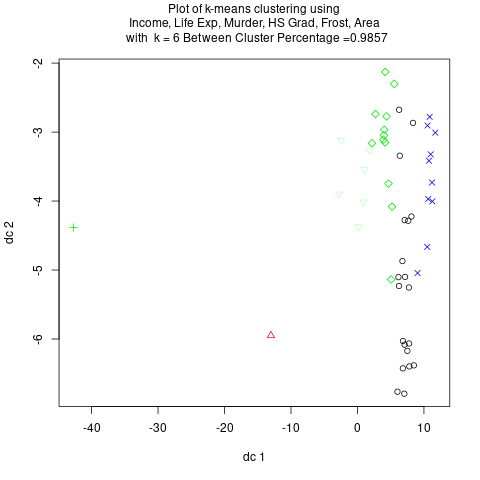 Plot of k-means clustering using
Income, Life Exp, Murder, HS Grad, Frost, Area
with k = 6 Between Cluster Percentage =0.9857
-2
-3
-4
-5
-6
dc 2
-40 -30 -20 -10 0 10
dc 1